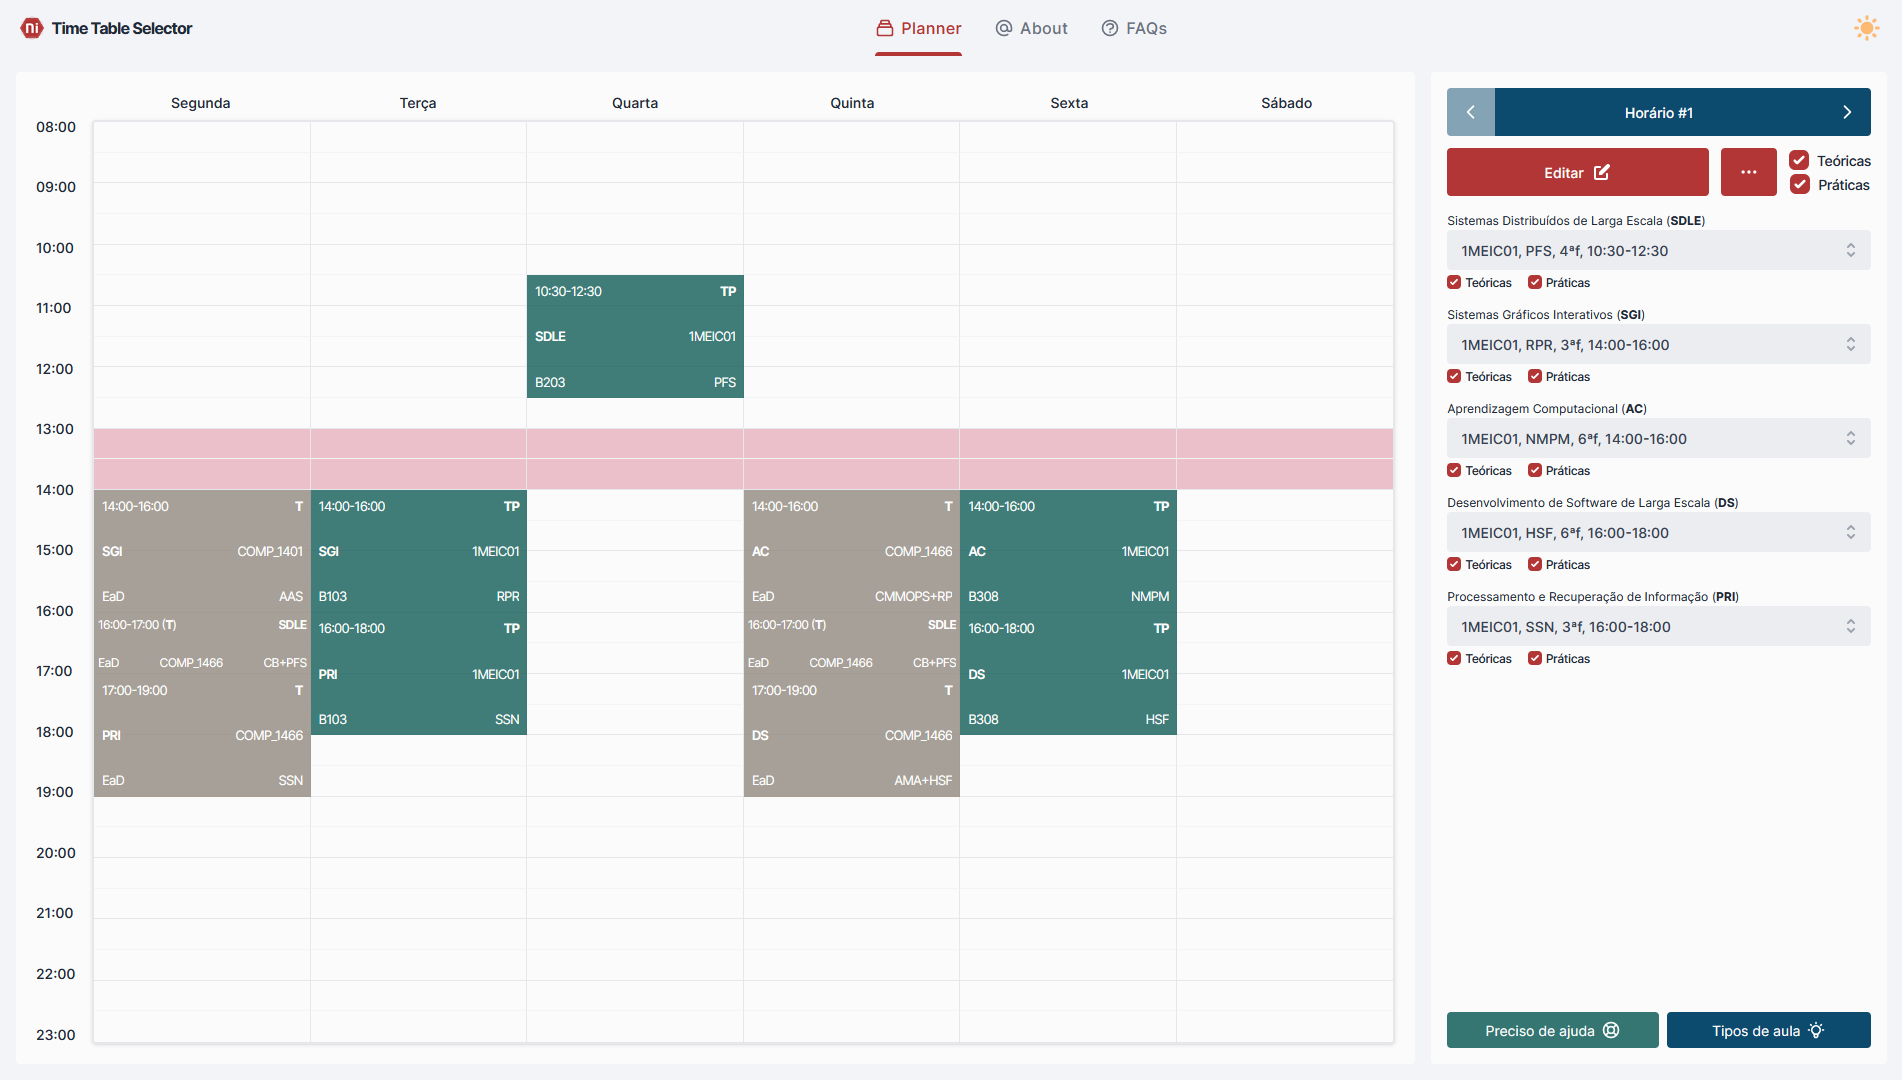 ni Time Table Selector
Planner
About
FAQs
Segunda Terça Quarta Quinta Sexta Sábado
08:00
09:00
10:00
11:00
12:00
13:00
14:00
15:00
16:00
17:00
18:00
19:00
20:00
21:00
22:00
23:00
14:00-16:00 T
SGI COMP_1401
EaD AAS
16:00-17:00 (T) SDLE
EaD COMP_1466 CB+PFS
17:00-19:00 T
PRI COMP_1466
EaD SSN
14:00-16:00 TP
SGI 1MEIC01
B103 RPR
16:00-18:00 TP
PRI 1MEIC01
B103 SSN
10:30-12:30 TP
SDLE 1MEIC01
B203 PFS
14:00-16:00 T
AC COMP_1466
EaD CMMOPS+RP
16:00-17:00 (T) SDLE
EaD COMP_1466 CB+PFS
17:00-19:00 T
DS COMP_1466
EaD AMA+HSF
14:00-16:00 TP
AC 1MEIC01
B308 NMPM
16:00-18:00 TP
DS 1MEIC01
B308 HSF
Horário #1
Editar
...
Teóricas
Práticas
Sistemas Distribuídos de Larga Escala (SDLE)
1MEIC01, PFS, 4ªf, 10:30-12:30
Teóricas Práticas
Sistemas Gráficos Interativos (SGI)
1MEIC01, RPR, 3ªf, 14:00-16:00
Teóricas Práticas
Aprendizagem Computacional (AC)
1MEIC01, NMPM, 6ªf, 14:00-16:00
Teóricas Práticas
Desenvolvimento de Software de Larga Escala (DS)
1MEIC01, HSF, 6ªf, 16:00-18:00
Teóricas Práticas
Processamento e Recuperação de Informação (PRI)
1MEIC01, SSN, 3ªf, 16:00-18:00
Teóricas Práticas
Preciso de ajuda
Tipos de aula